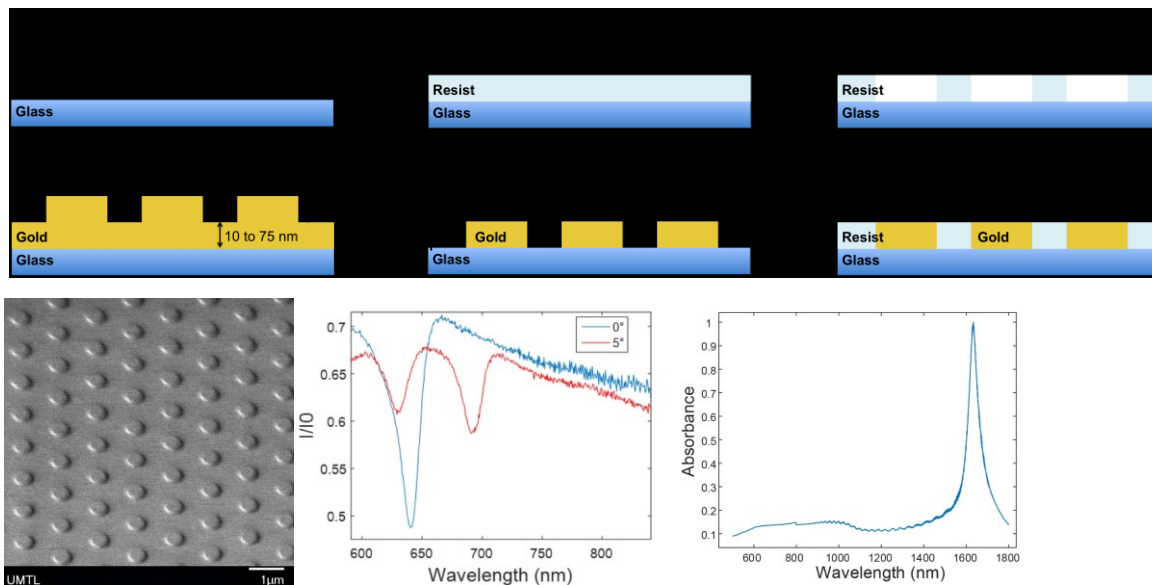 Glass
Resist
Glass
Resist
Glass
Gold
10 to 75 nm
Glass
Gold
Glass
Resist
Gold
Glass
UMTL
1μm
0.7
0.65
0.6
0.55
0.5
I/I0
0°
5°
600
650
700
750
800
Wavelength (nm)
1
0.9
0.8
0.7
0.6
0.5
0.4
0.3
0.2
0.1
Absorbance
600
800
1000
1200
1400
1600
1800
Wavelength (nm)